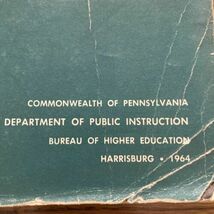 COMMONWEALTH OF PENNSYLVANIA
DEPARTMENT OF PUBLIC INSTRUCTION
BUREAU OF HIGHER EDUCATION
HARRISBURG • 1964